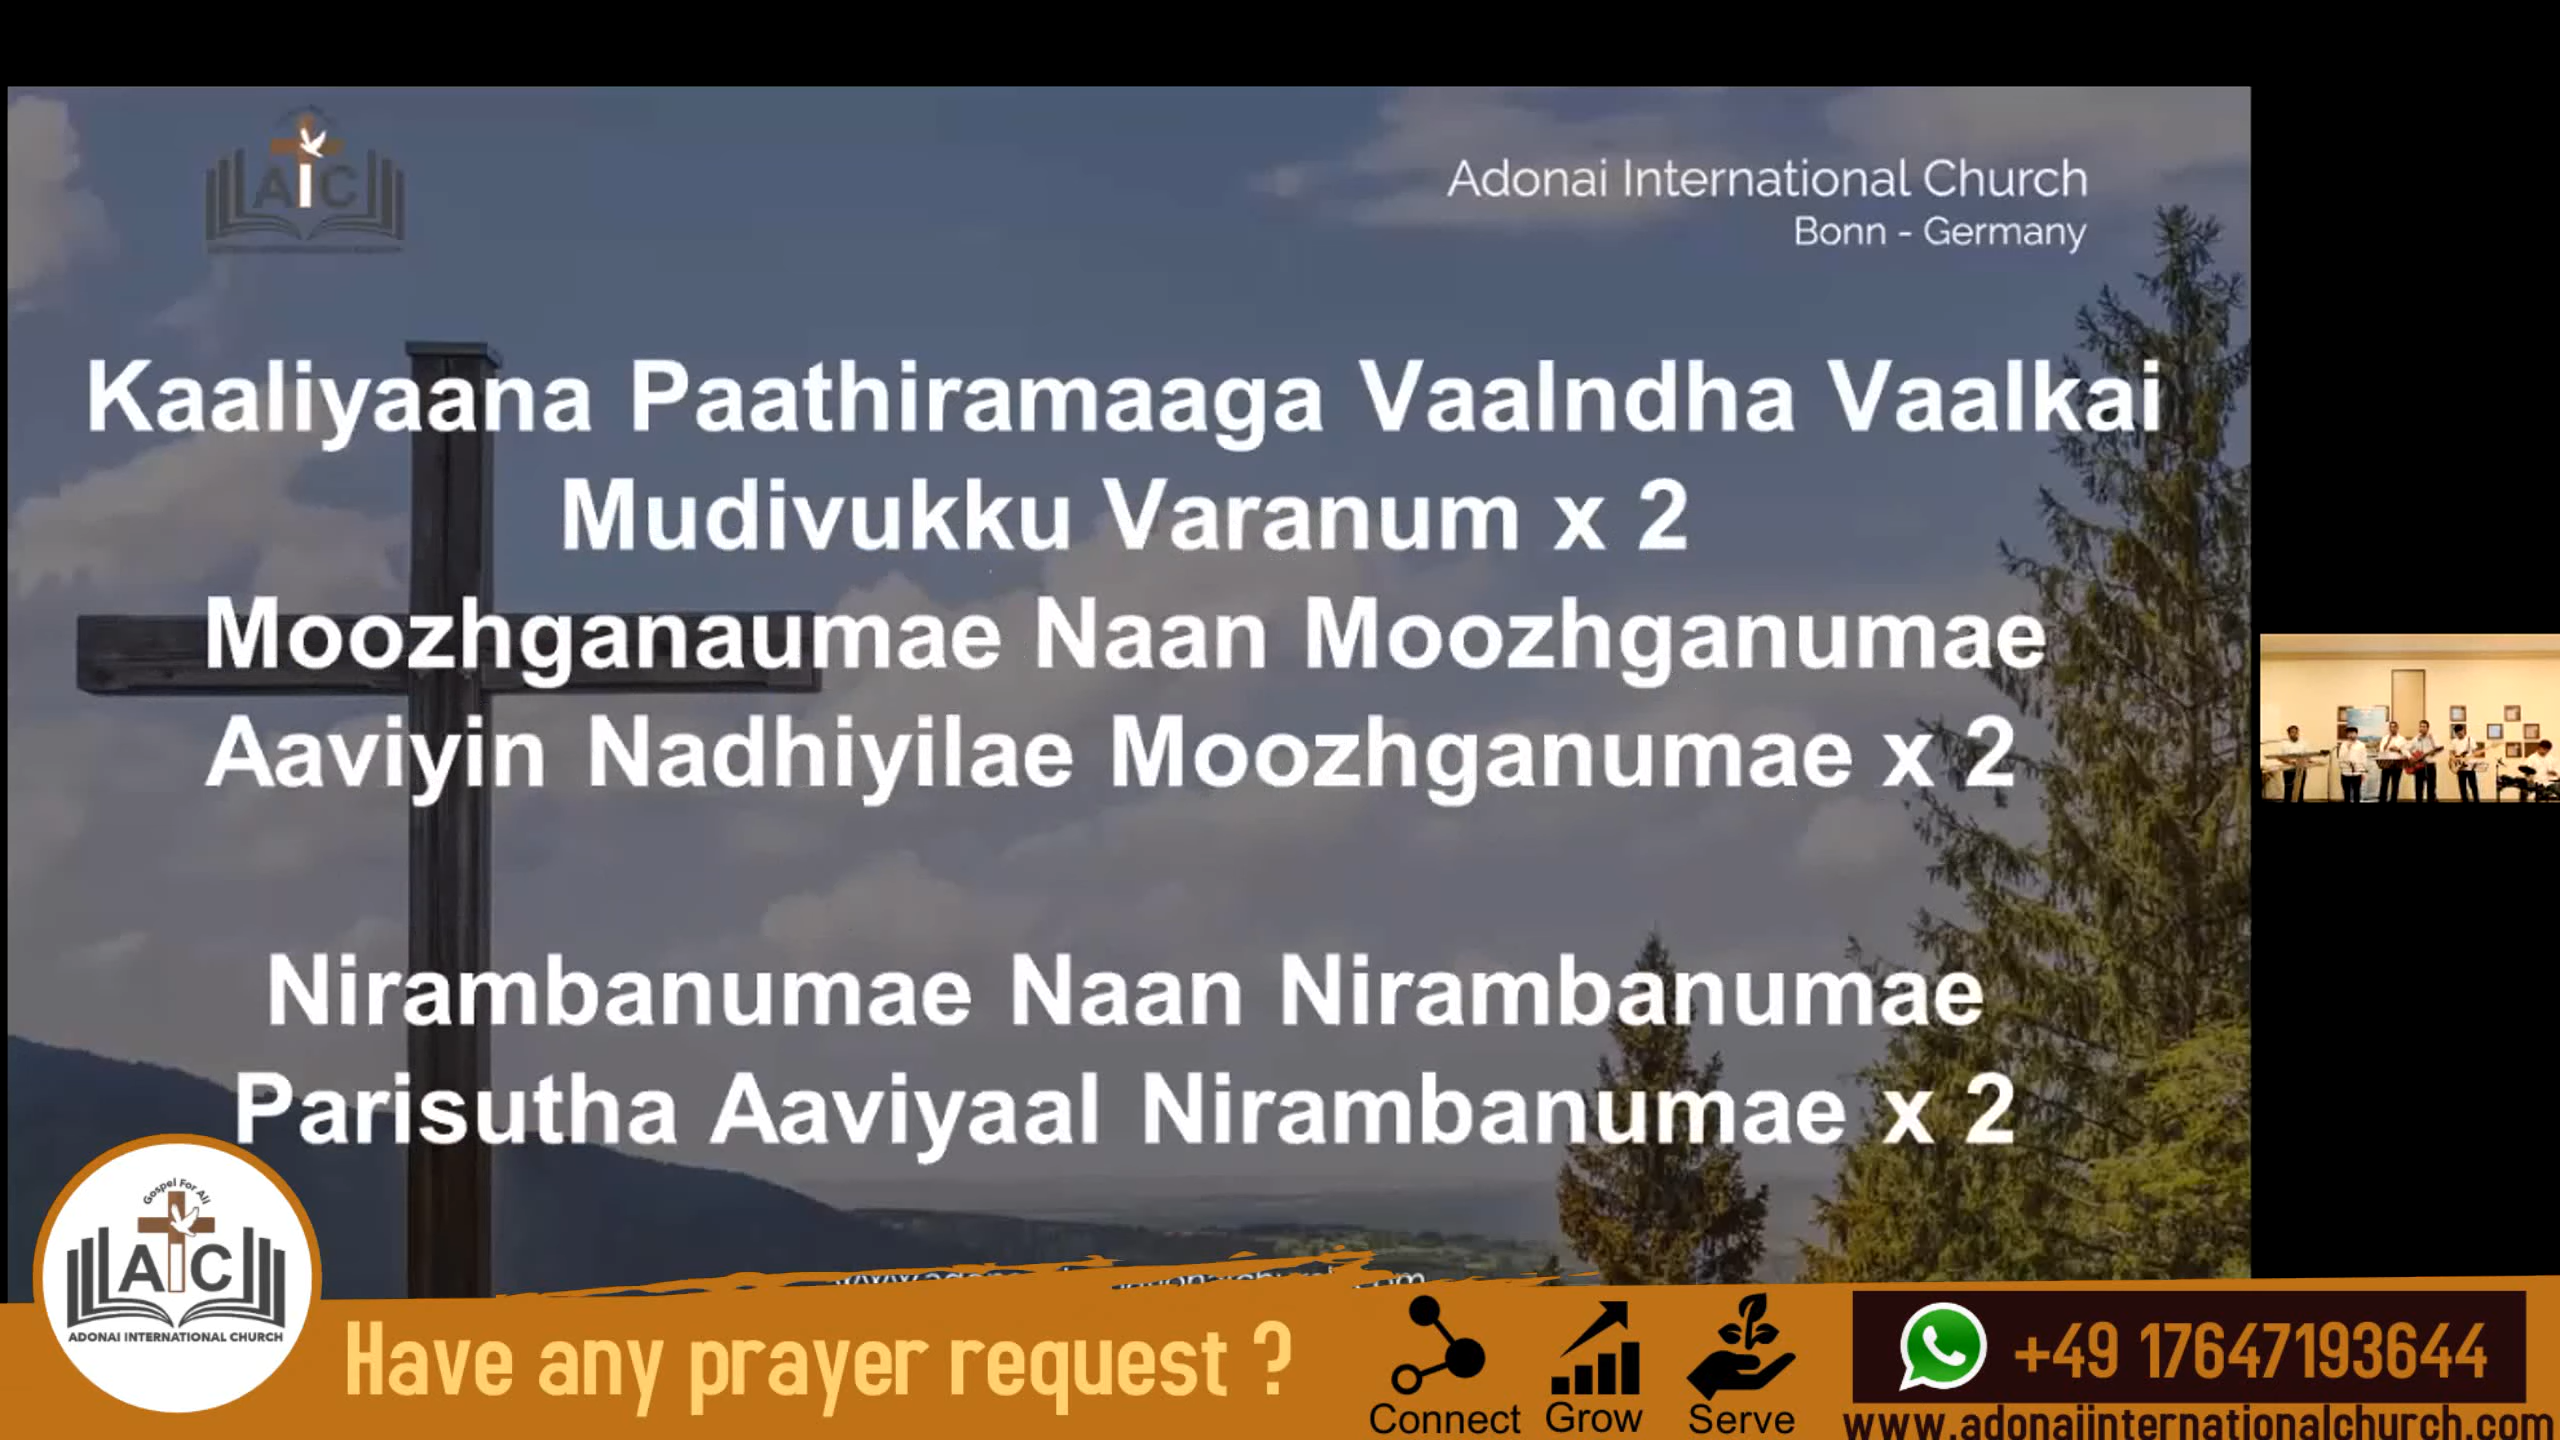 AIC
Adonai International Church
Bonn - Germany
Kaaliyaana Paathiramaaga Vaalndha Vaalkai
Mudivukku Varanum x 2
Moozhganaumae Naan Moozhganumae
Aaviyin Nadhiyilae Moozhganumae x 2
Nirambanumae Naan Nirambanumae
Parisutha Aaviyaal Nirambanumae x 2
Gospel For All
AIC
ADONAI INTERNATIONAL CHURCH
Have any prayer request ?
Connect Grow Serve
+49 17647193644
www.adonaiinternationalchurch.com